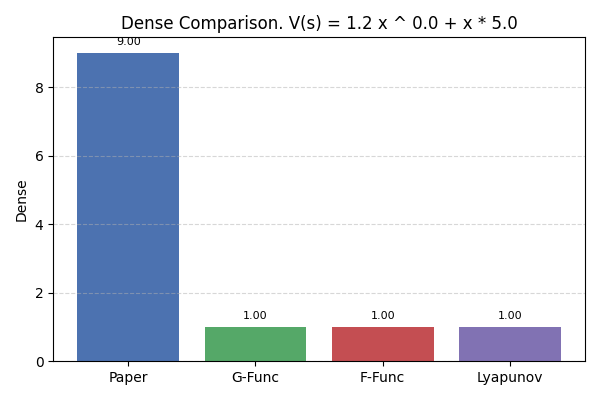 Dense Comparison. V(s) = 1.2 x ^ 0.0 + x * 5.0
9.00
8
6
Dense
4
2
1.00 1.00 1.00
0
Paper G-Func F-Func Lyapunov